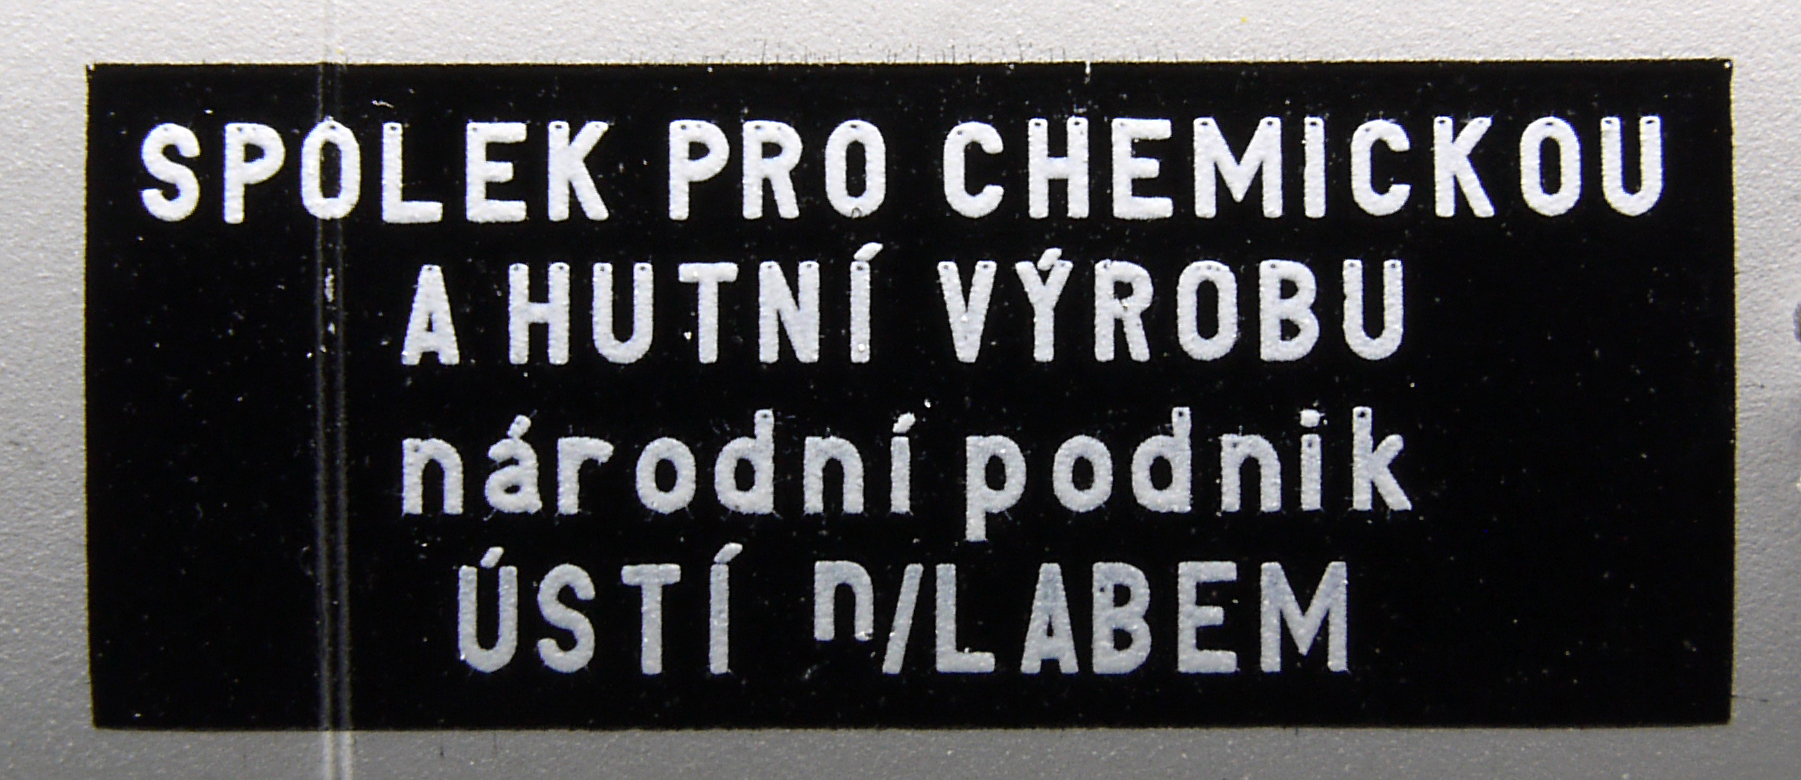 SPOLEK PRO CHEMICKOU
A HUTNÍ VÝROBU
národní podnik
ÚSTÍ n/LABEM